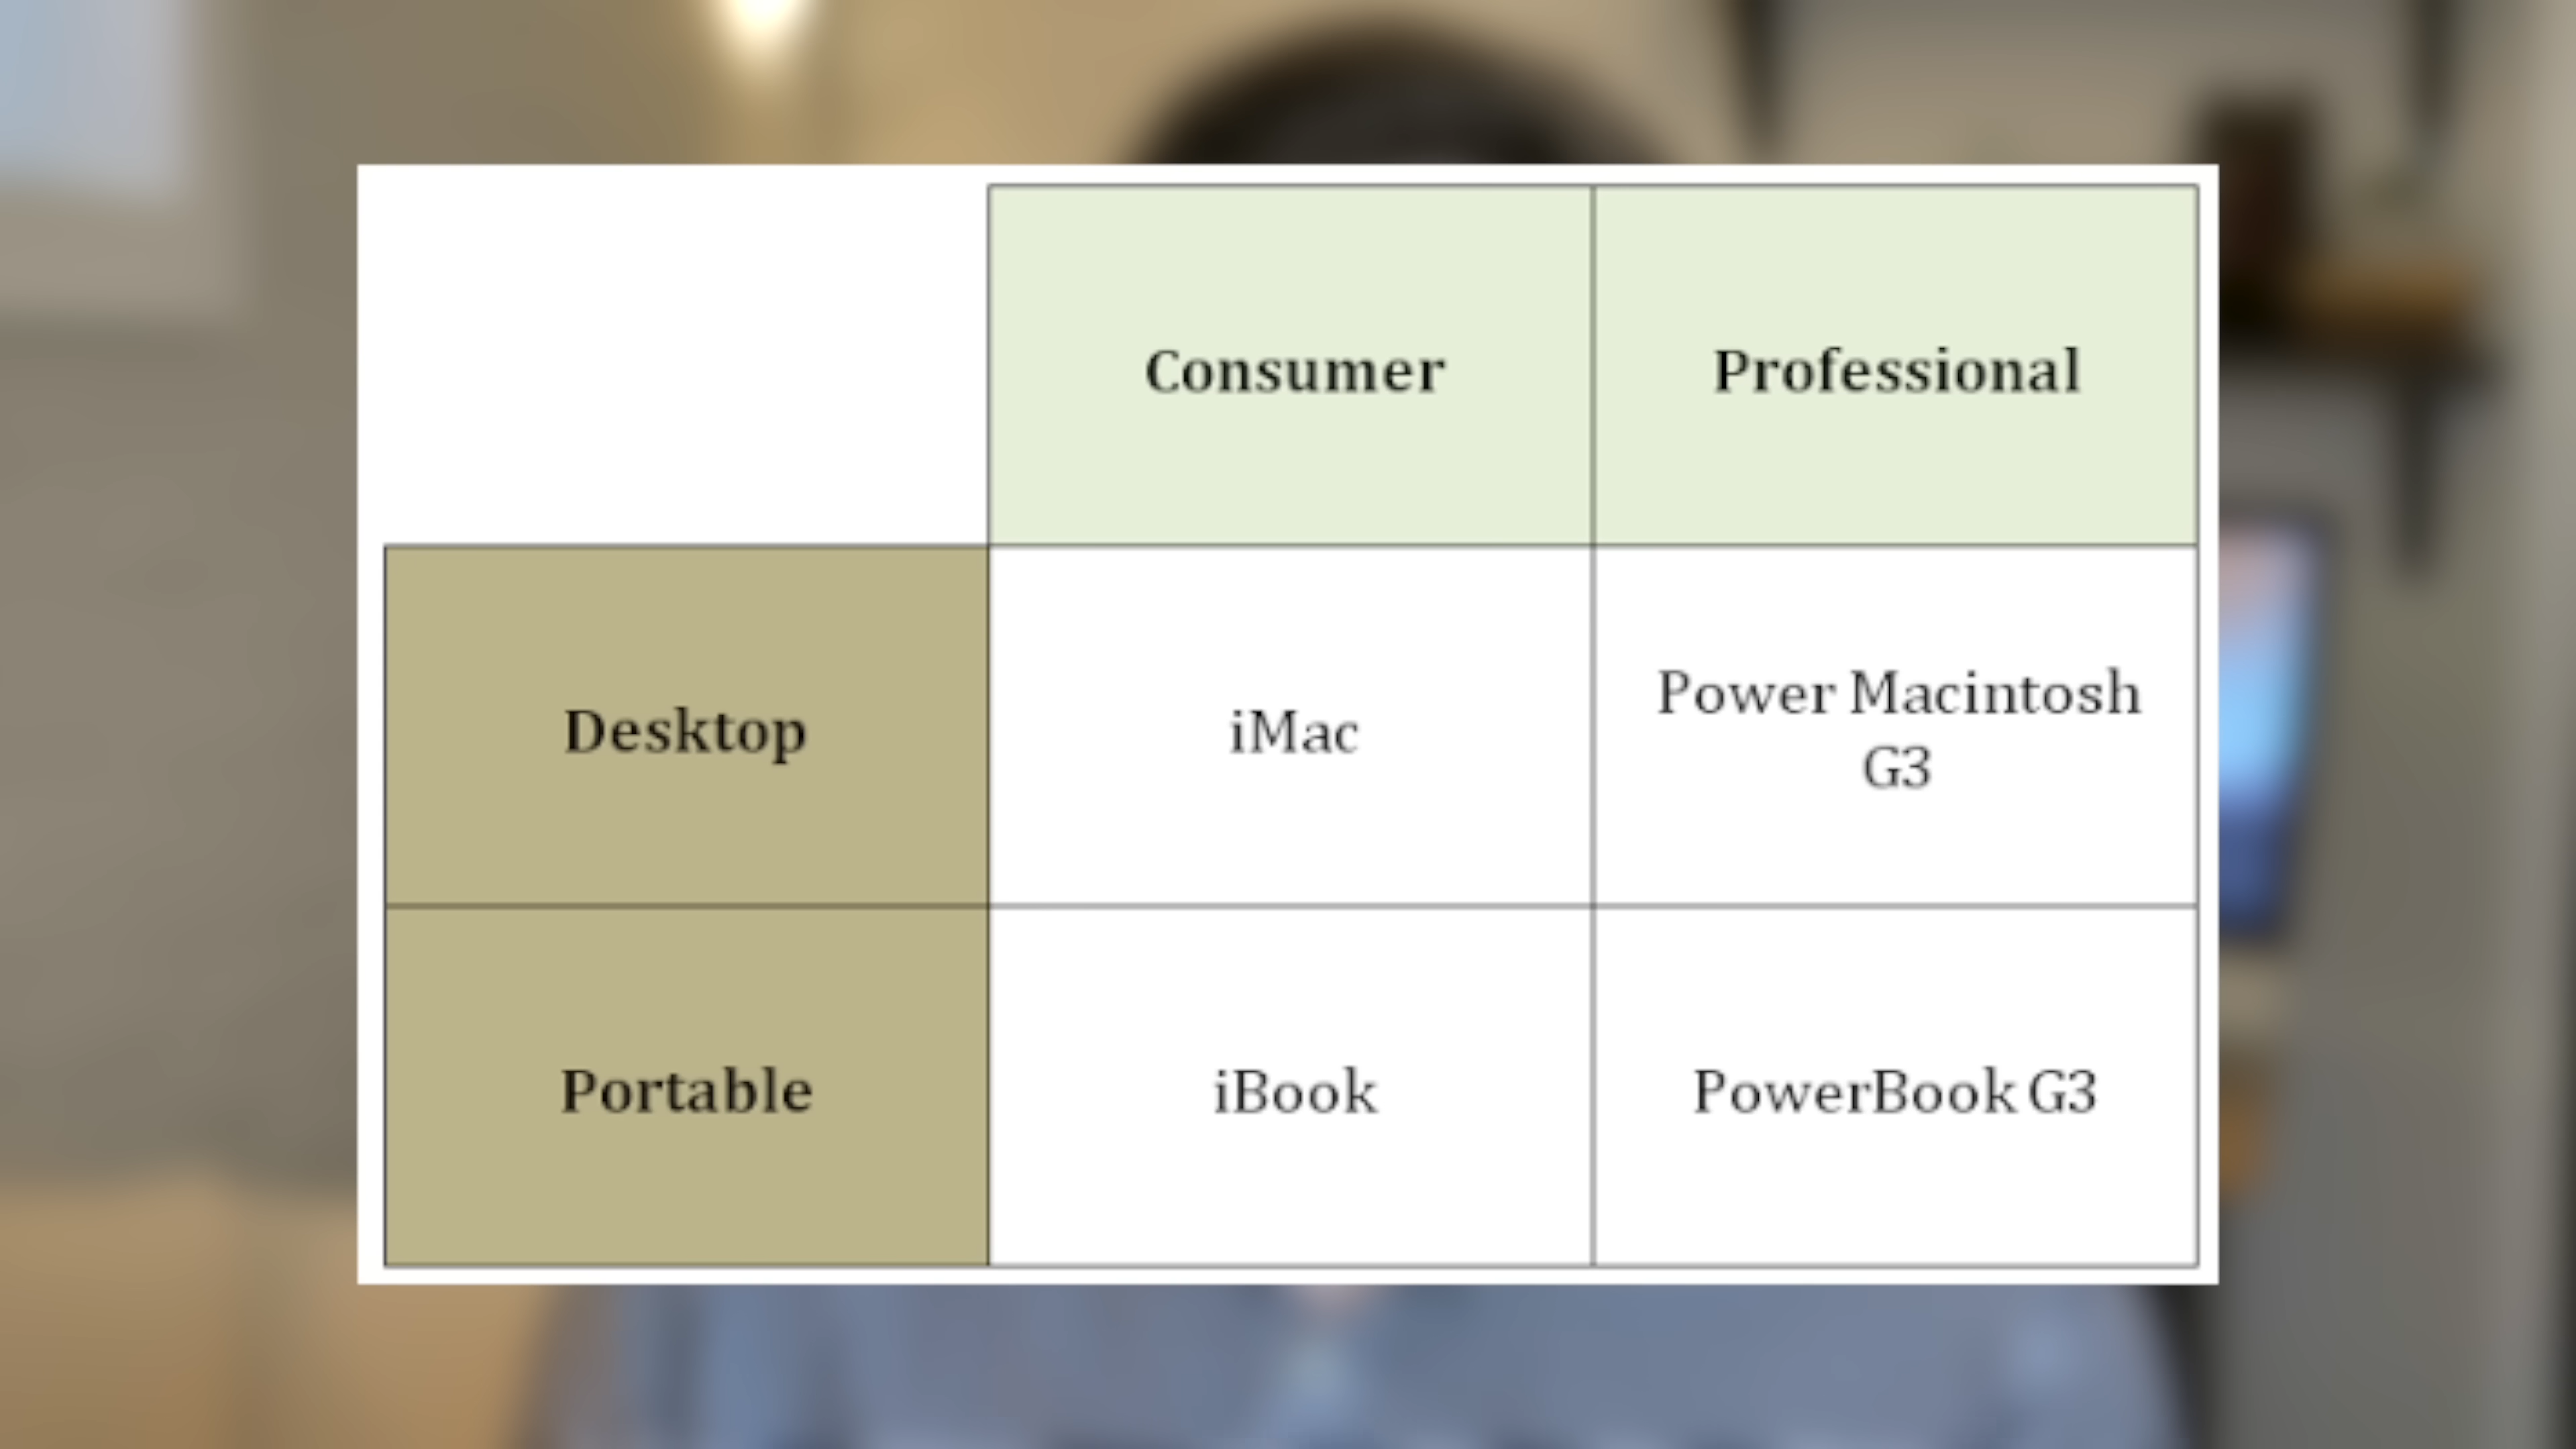 Consumer
Professional
Desktop
iMac
Power Macintosh
G3
Portable
iBook
PowerBook G3